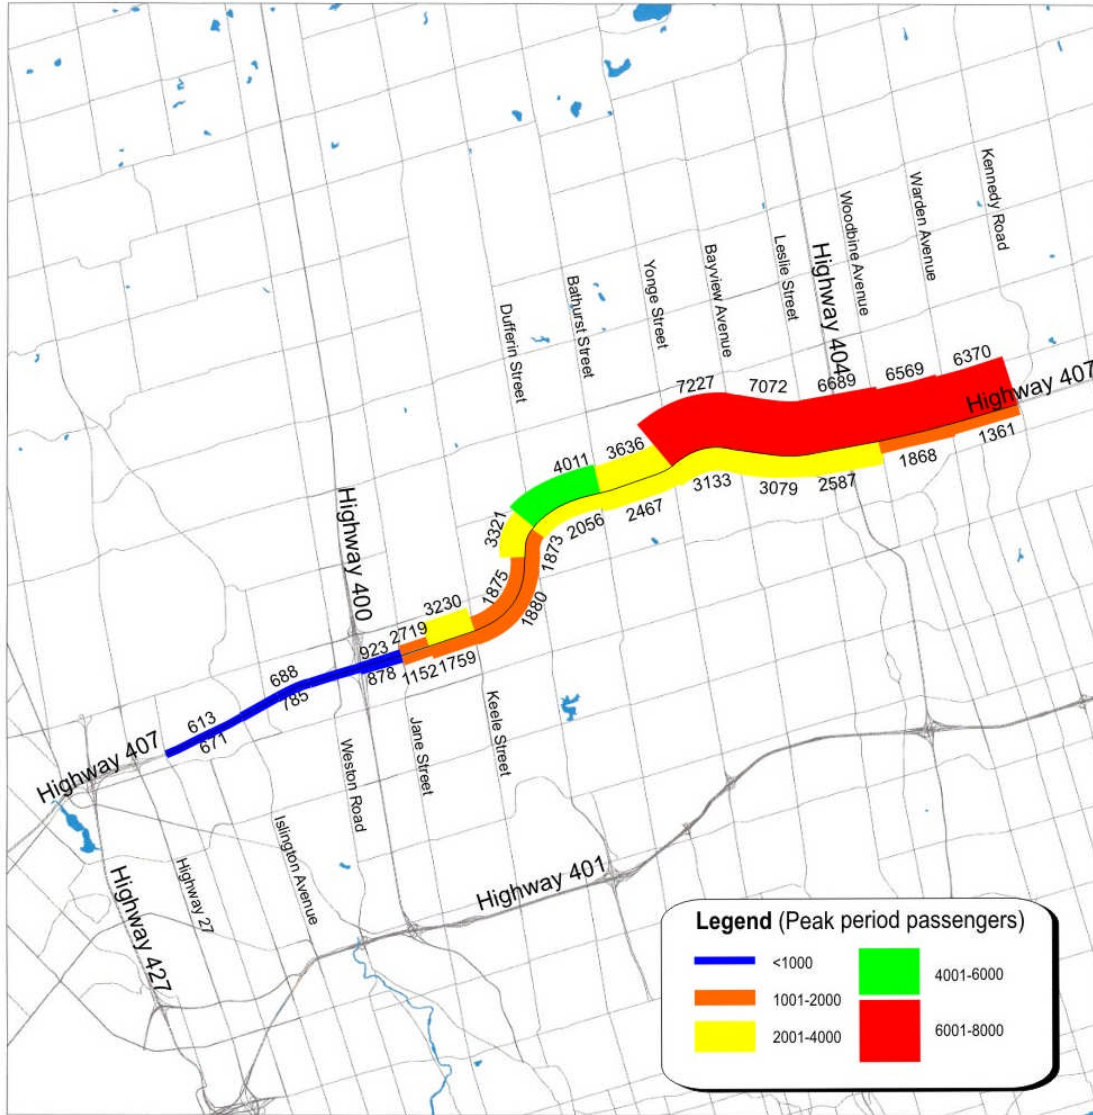 Kennedy Road
Warden Avenue
Woodbine Avenue
Leslie Street
Highway 404
Bayview Avenue
Yonge Street
Bathurst Street
Dufferin Street
7227
7072
6689
6569
6370
Highway 407
1361
1868
2587
3079
3133
3636
2467
4011
2056
3321
1873
1875
1880
Highway 400
3230
2719
1759
1152
923
878
688
785
613
671
Highway 407
Keele Street
Jane Street
Weston Road
Islington Avenue
Highway 27
Highway 427
Highway 401
Legend (Peak period passengers)
<1000
1001-2000
2001-4000
4001-6000
6001-8000